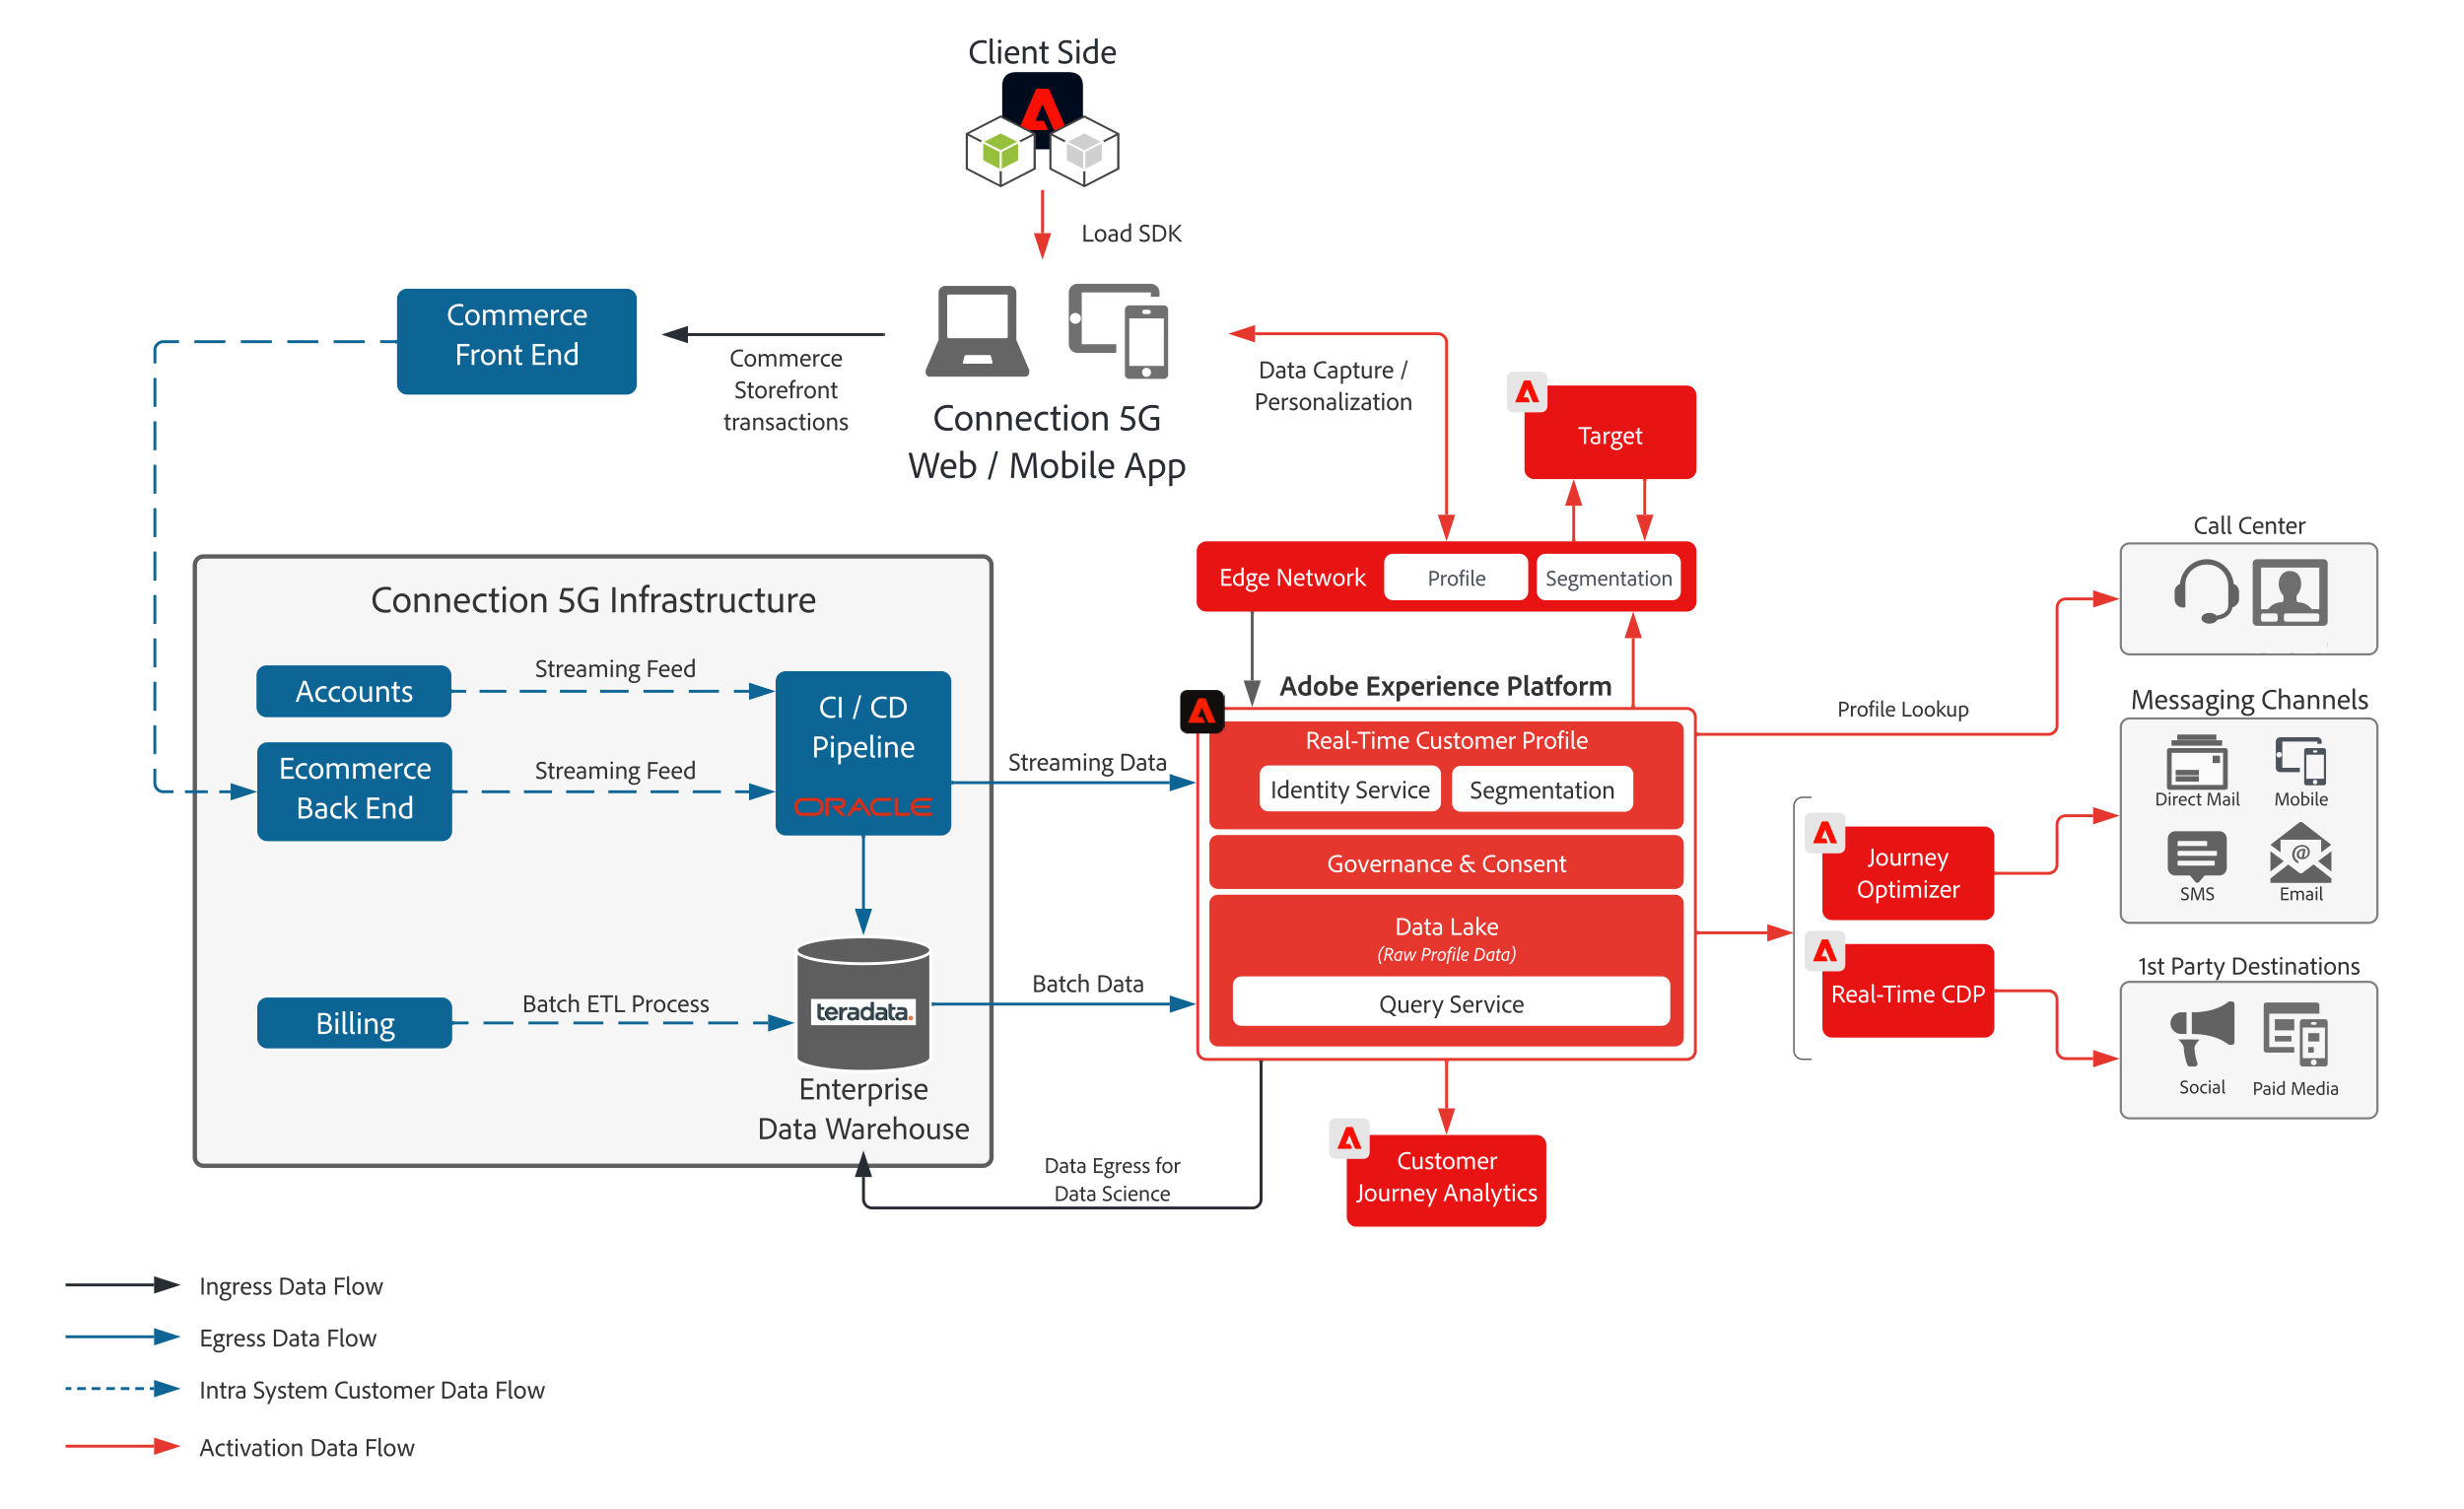 Client Side
Load SDK
Commerce
Front End
Commerce
Storefront
transactions
Connection 5G
Web / Mobile App
Data Capture /
Personalization
Target
Edge Network
Profile
Segmentation
Call Center
Connection 5G Infrastructure
Accounts
Streaming Feed
CI / CD
Pipeline
ORACLE
Ecommerce
Back End
Streaming Feed
Streaming Data
Billing
Batch ETL Process
teradata.
Enterprise
Data Warehouse
Batch Data
Data Egress for
Data Science
Adobe Experience Platform
Real-Time Customer Profile
Identity Service
Segmentation
Governance & Consent
Data Lake
(Raw Profile Data)
Query Service
Customer
Journey Analytics
Profile Lookup
Journey
Optimizer
Real-Time CDP
Messaging Channels
Direct Mail
Mobile
SMS
@
Email
1st Party Destinations
Social
Paid Media
Ingress Data Flow
Egress Data Flow
Intra System Customer Data Flow
Activation Data Flow